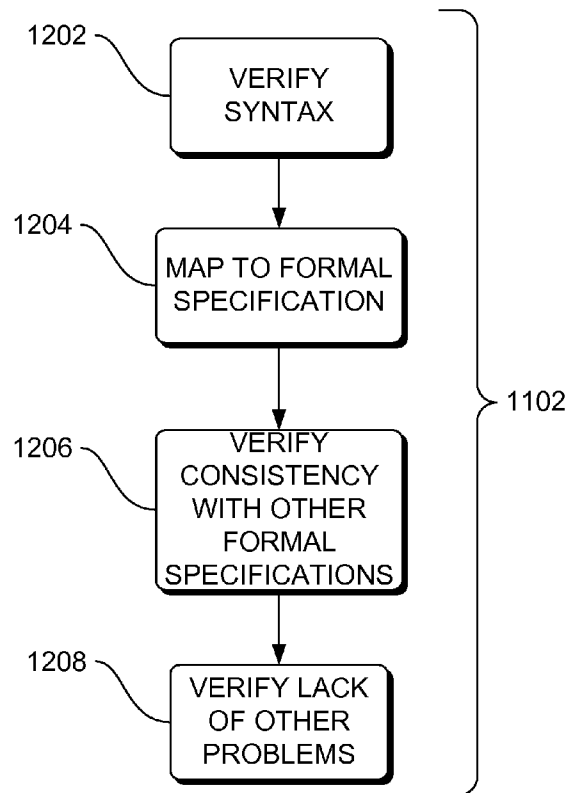 1202
VERIFY
SYNTAX
1204
MAP TO FORMAL
SPECIFICATION
1102
1206
VERIFY
CONSISTENCY
WITH OTHER
FORMAL
SPECIFICATIONS
1208
VERIFY LACK
OF OTHER
PROBLEMS